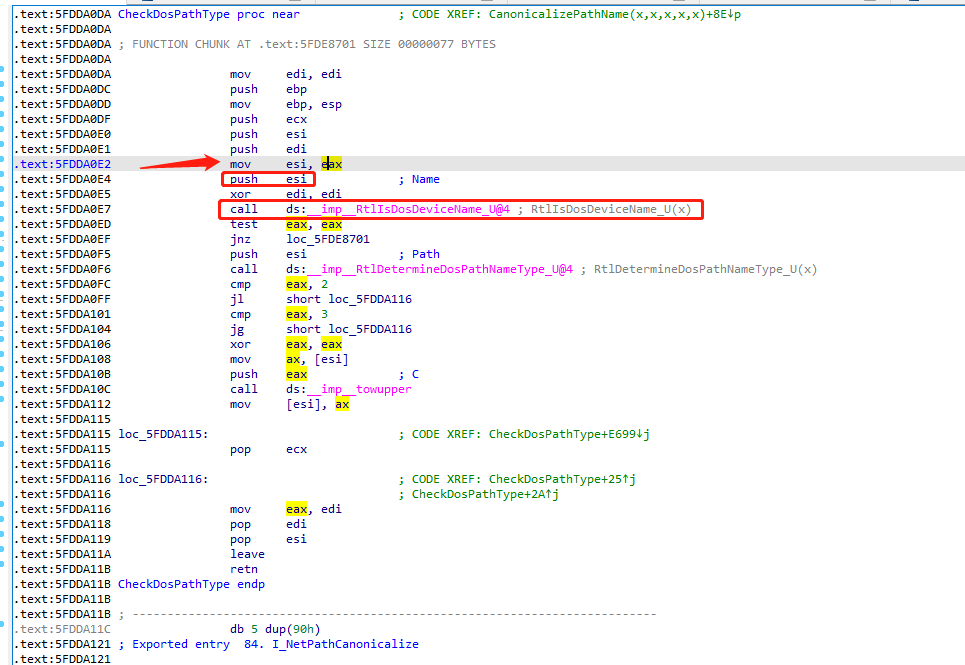 .text:5FDDA0DA CheckDosPathType proc near ; CODE XREF: CanonicalizePathName(x,x,x,x,x)+8E↓p
.text:5FDDA0DA
.text:5FDDA0DA ; FUNCTION CHUNK AT .text:5FDE8701 SIZE 00000077 BYTES
.text:5FDDA0DA
.text:5FDDA0DA mov edi, edi
.text:5FDDA0DC push ebp
.text:5FDDA0DD mov ebp, esp
.text:5FDDA0DF push ecx
.text:5FDDA0E0 push esi
.text:5FDDA0E1 push edi
.text:5FDDA0E2 mov esi, eax
.text:5FDDA0E4 push esi ; Name
.text:5FDDA0E5 xor edi, edi
.text:5FDDA0E7 call ds:__imp__RtlIsDosDeviceName_U@4 ; RtlIsDosDeviceName_U(x)
.text:5FDDA0ED test eax, eax
.text:5FDDA0EF jnz loc_5FDE8701
.text:5FDDA0F5 push esi ; Path
.text:5FDDA0F6 call ds:__imp__RtlDetermineDosPathNameType_U@4 ; RtlDetermineDosPathNameType_U(x)
.text:5FDDA0FC cmp eax, 2
.text:5FDDA0FF jl short loc_5FDDA116
.text:5FDDA101 cmp eax, 3
.text:5FDDA104 jg short loc_5FDDA116
.text:5FDDA106 xor eax, eax
.text:5FDDA108 mov ax, [esi]
.text:5FDDA10B push eax ; C
.text:5FDDA10C call ds:__imp__towupper
.text:5FDDA112 mov [esi], ax
.text:5FDDA115
.text:5FDDA115 loc_5FDDA115: ; CODE XREF: CheckDosPathType+E699↓j
.text:5FDDA115 pop ecx
.text:5FDDA116
.text:5FDDA116 loc_5FDDA116: ; CODE XREF: CheckDosPathType+25↑j
.text:5FDDA116 ; CheckDosPathType+2A↑j
.text:5FDDA116 mov eax, edi
.text:5FDDA118 pop edi
.text:5FDDA119 pop esi
.text:5FDDA11A leave
.text:5FDDA11B retn
.text:5FDDA11B CheckDosPathType endp
.text:5FDDA11B
.text:5FDDA11B ; ---------------------------------------------------------------------------
.text:5FDDA11C db 5 dup(90h)
.text:5FDDA121 ; Exported entry 84. I_NetPathCanonicalize
.text:5FDDA121